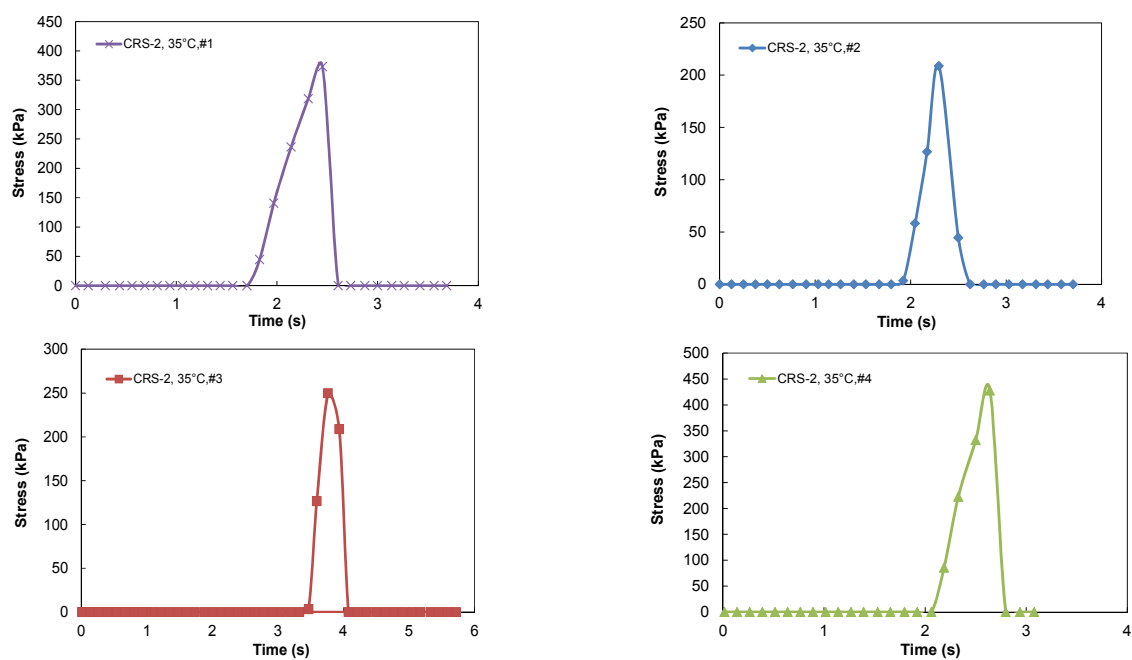 CRS-2, 35°C,#1
Stress (kPa)
450
400
350
300
250
200
150
100
50
0
0 1 2 3 4
Time (s)
CRS-2, 35°C,#2
Stress (kPa)
250
200
150
100
50
0
0 1 2 3 4
Time (s)
CRS-2, 35°C,#3
Stress (kPa)
300
250
200
150
100
50
0
0 1 2 3 4 5 6
Time (s)
CRS-2, 35°C,#4
Stress (kPa)
500
450
400
350
300
250
200
150
100
50
0
0 1 2 3 4
Time (s)